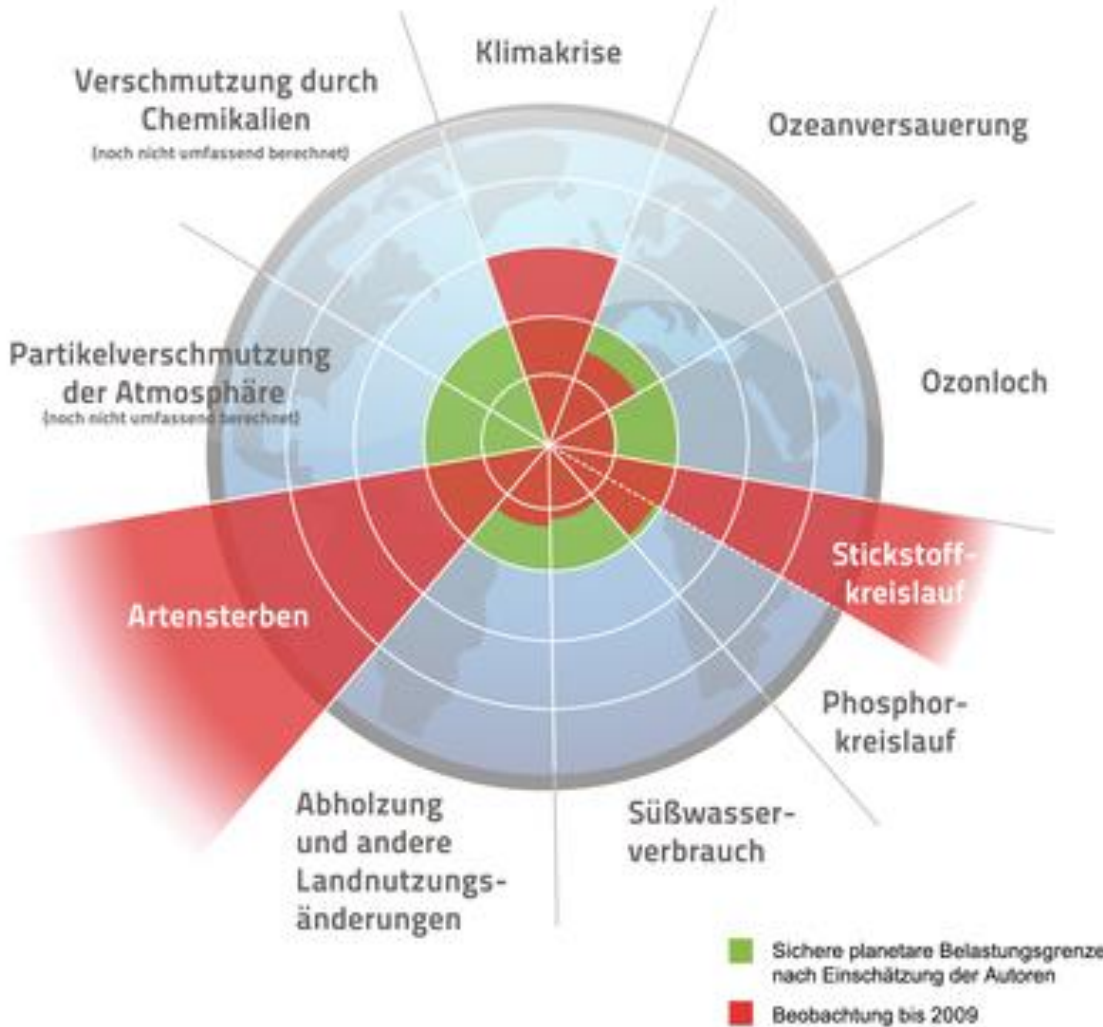 Klimakrise
Verschmutzung durch
Chemikalien
(noch nicht umfassend berechnet)
Ozeanversauerung
Partikelverschmutzung
der Atmosphäre
(noch nicht umfassend berechnet)
Ozonloch
Stickstoff-
kreislauf
Artensterben
Phosphor-
kreislauf
Abholzung
und andere
Landnutzungs-
änderungen
Süßwasser-
verbrauch
Sichere planetare Belastungsgrenze
nach Einschätzung der Autoren
Beobachtung bis 2009